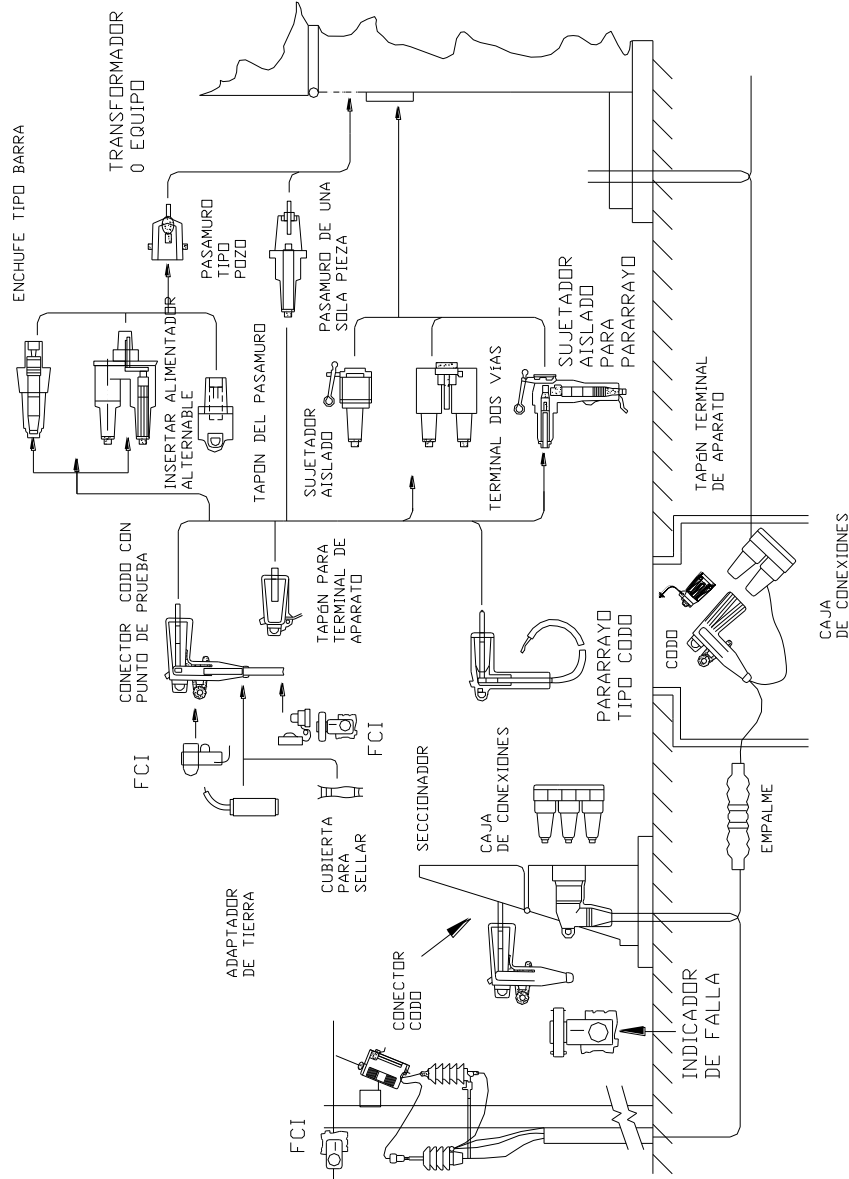 ENCHUFE TIPO BARRA
TRANSFORMADOR
O EQUIPO
PASAMURO
TIPO
POZO
PASAMURO DE UNA
SOLA PIEZA
INSERTAR ALIMENTADOR
ALTERNABLE
TAPON DEL PASAMURO
SUJETADOR
AISLADO
TERMINAL DOS VIAS
SUJETADOR
AISLADO
PARA
PARARRAYO
TAPÓN TERMINAL
DE APARATO
CONECTOR CODO CON
PUNTO DE PRUEBA
TAPÓN PARA
TERMINAL DE
APARATO
PARARRAYO
TIPO CODO
CODO
CAJA
DE CONEXIONES
FCI
FCI
CUBIERTA
PARA
SELLAR
ADAPTADOR
DE TIERRA
SECCIONADOR
CAJA
DE CONEXIONES
EMPALME
CONECTOR
CODO
INDICADOR
DE FALLA
FCI